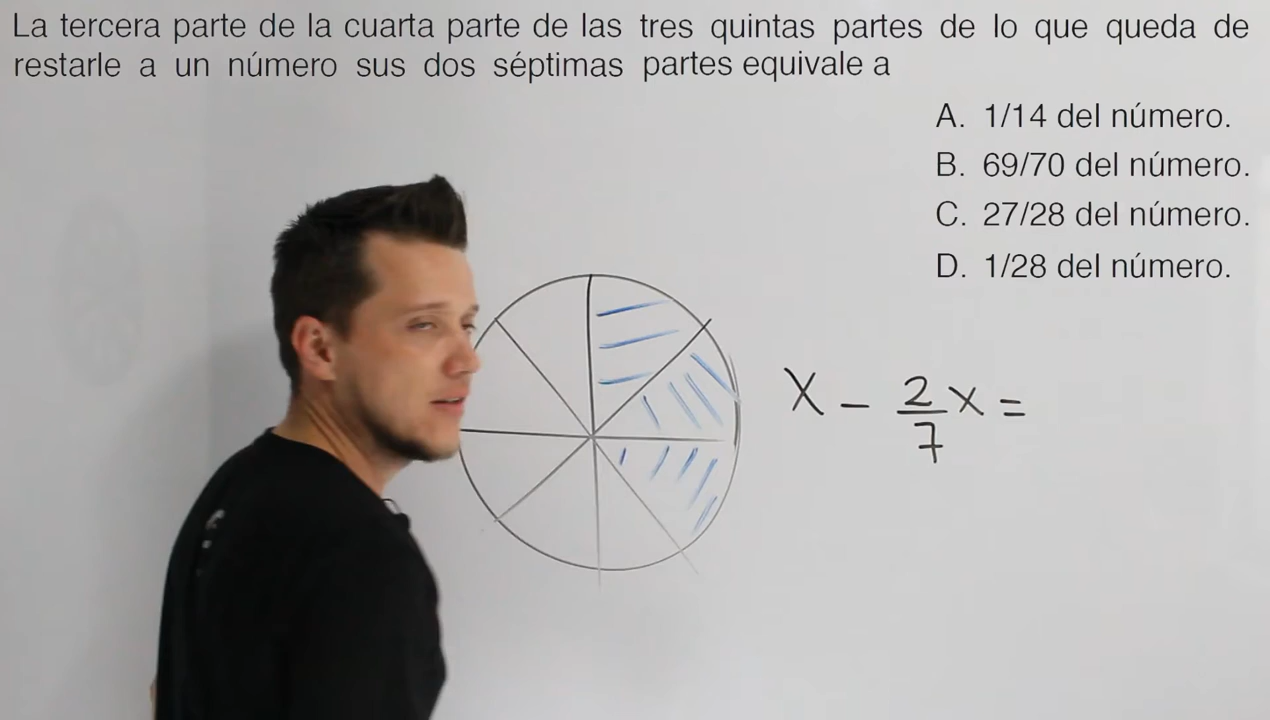 La tercera parte de la cuarta parte de las tres quintas partes de lo que queda de
restarle a un número sus dos séptimas partes equivale a
A. 1/14 del número.
B. 69/70 del número.
C. 27/28 del número.
D. 1/28 del número.
X - 2/7 x =